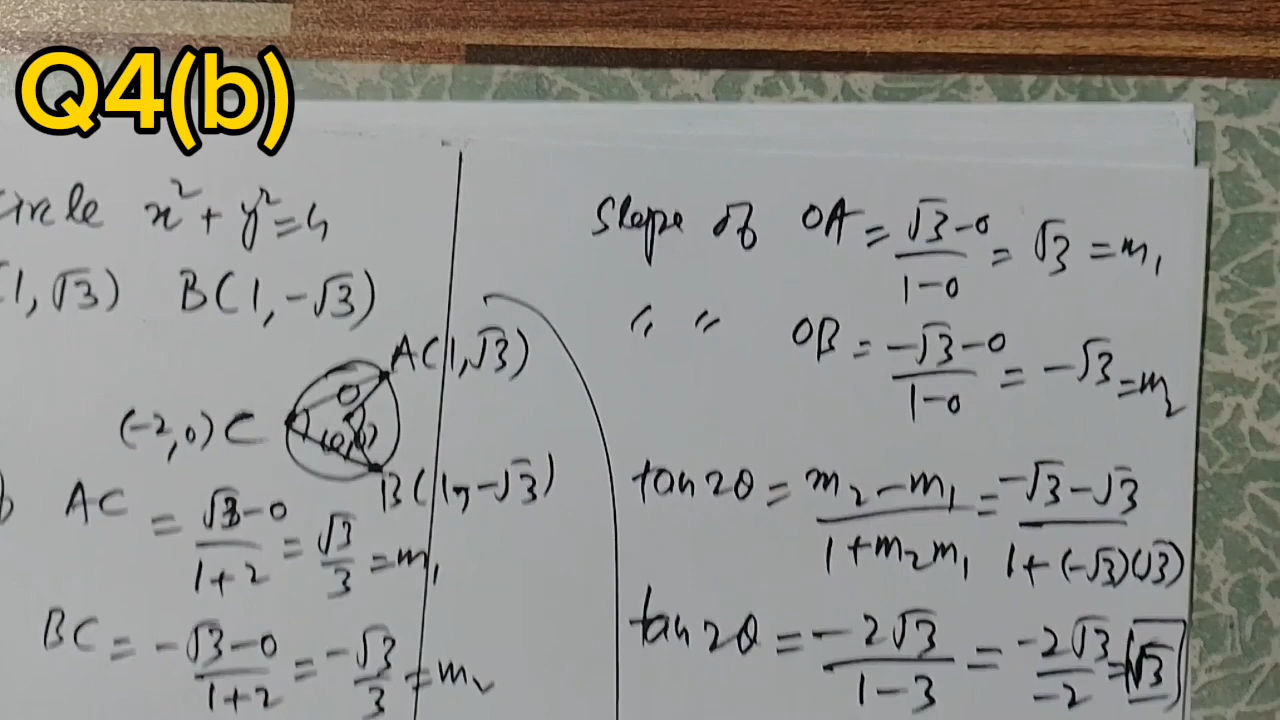 Q4(b)
circle x²+y²=4
(1,√3) B(1,-√3)
A(1,√3)
(-2,0) C
(0,0)
B(1,-√3)
AC = √3-0/1+2 = √3/3 = m₁
BC = -√3-0/1+2 = -√3/3 = m₂
Slope of OA = √3-0/1-0 = √3 = m₁
" " OB = -√3-0/1-0 = -√3 = m₂
tan2θ = m₂-m₁/1+m₂m₁ = -√3-√3/1+(-√3)(√3)
tan2θ = -2√3/1-3 = -2√3/-2 = √3